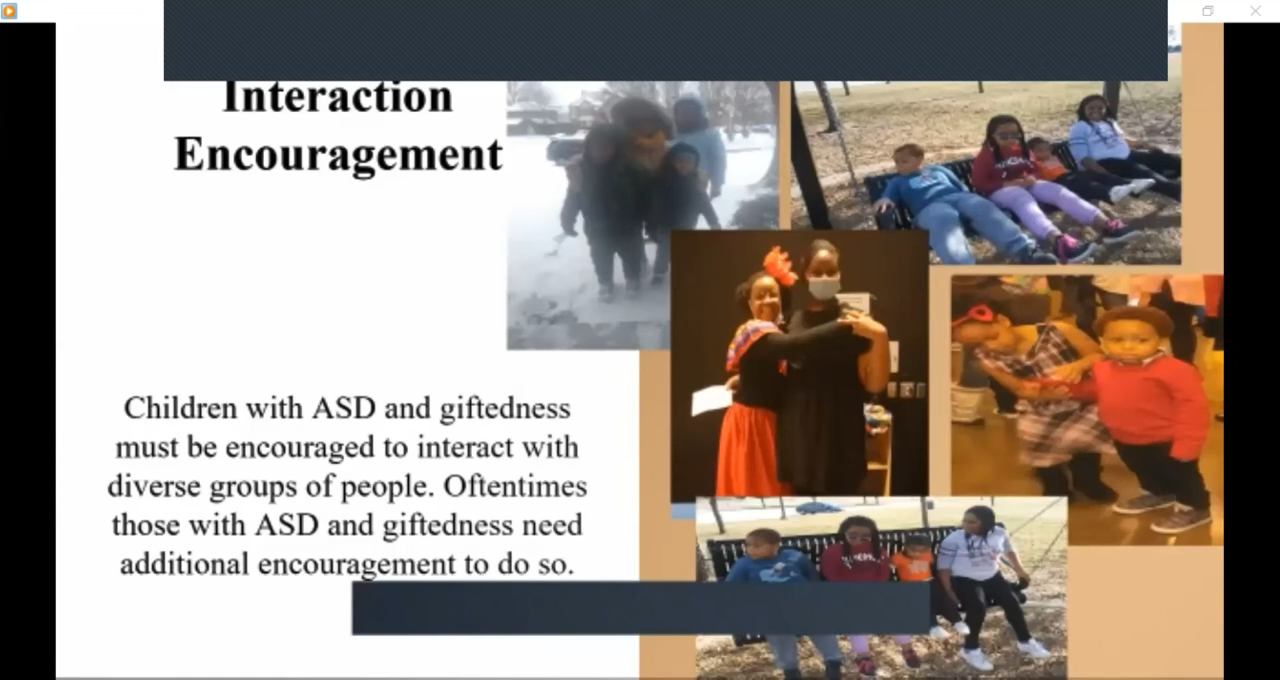 Interaction
Encouragement
Children with ASD and giftedness
must be encouraged to interact with
diverse groups of people. Oftentimes
those with ASD and giftedness need
additional encouragement to do so.